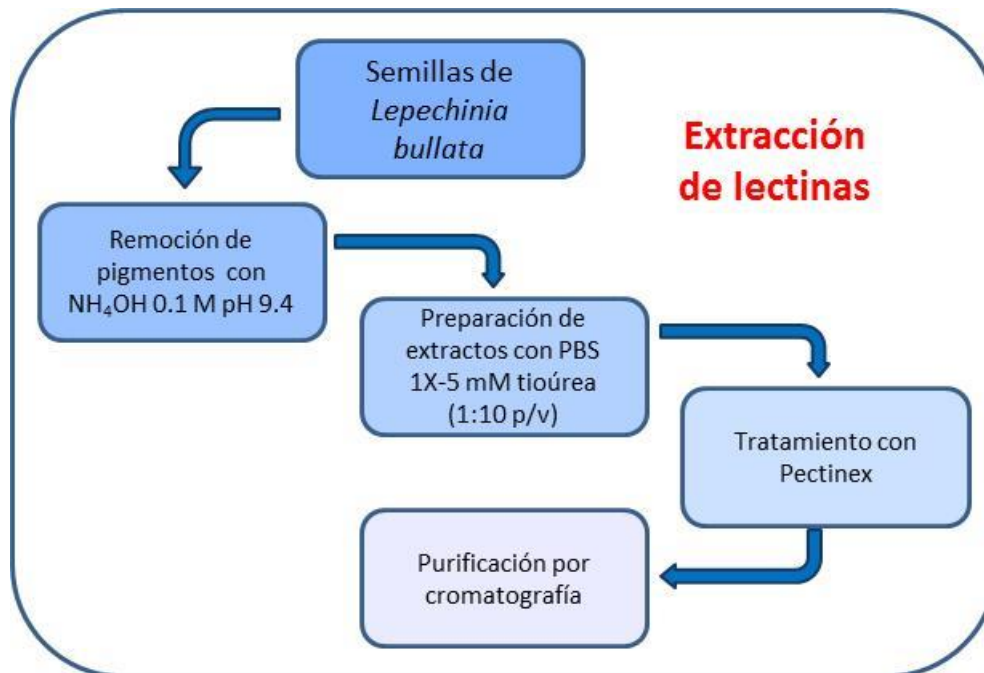 Semillas de
Lepechinia
bullata
Extracción
de lectinas
Remoción de
pigmentos con
NH₄OH 0.1 M pH 9.4
Preparación de
extractos con PBS
1X-5 mM tioúrea
(1:10 p/v)
Tratamiento con
Pectinex
Purificación por
cromatografía